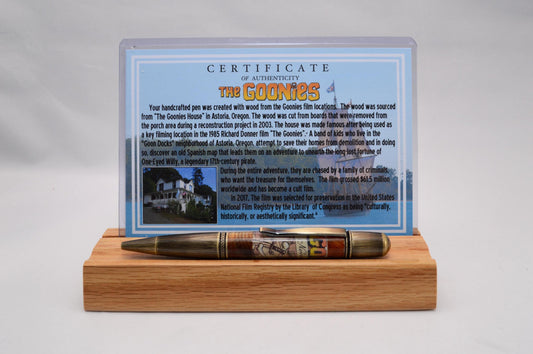 CERTIFICATE
OF AUTHENTICITY
THE GOONIES
Your handcrafted pen was created with wood from the Goonies film locations. The wood was sourced
from "The Goonies House" in Astoria, Oregon. The wood was cut from boards that were removed from
the porch area during a reconstruction project in 2003. The house was made famous after being used as
a key filming location in the 1985 Richard Donner film "The Goonies". A band of kids who live in the
"Goon Docks" neighborhood of Astoria, Oregon, attempt to save their homes from demolition and in doing
so, discover an old Spanish map that leads them on an adventure to unearth the long-lost fortune of
One-Eyed Willy, a legendary 17th-century pirate.
During the entire adventure, they are chased by a family of criminals,
who want the treasure for themselves. The film grossed $61.5 million
worldwide and has become a cult film.
In 2017, The film was selected for preservation in the United States
National Film Registry by the Library of Congress as being "culturally,
historically, or aesthetically significant."